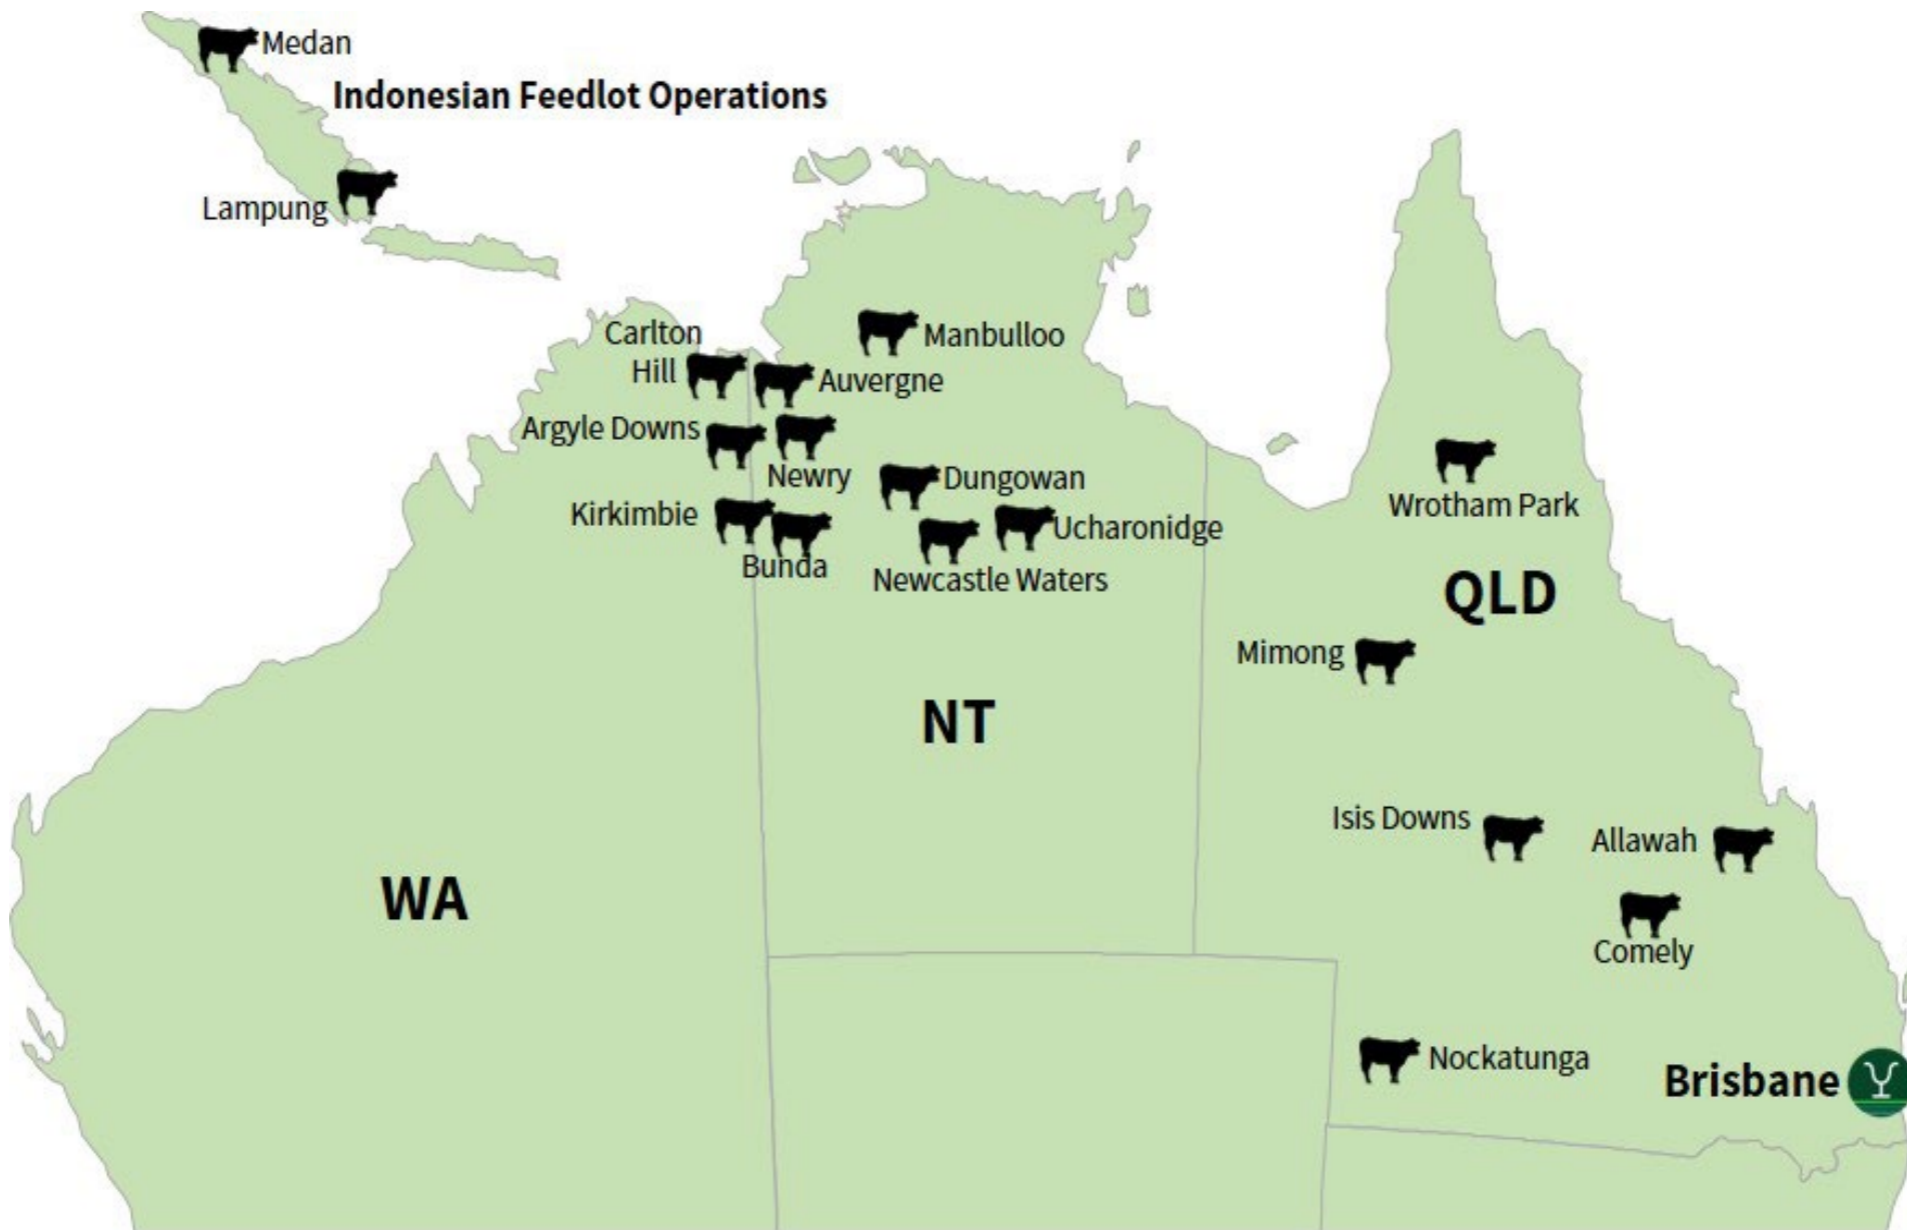 Medan
Indonesian Feedlot Operations
Lampung
Carlton
Hill
Manbulloo
Auvergne
Argyle Downs
Newry
Dungowan
Kirkimbie
Ucharonidge
Bunda
Newcastle Waters
Wrotham Park
QLD
Mimong
NT
Isis Downs
Allawah
WA
Comely
Nockatunga
Brisbane